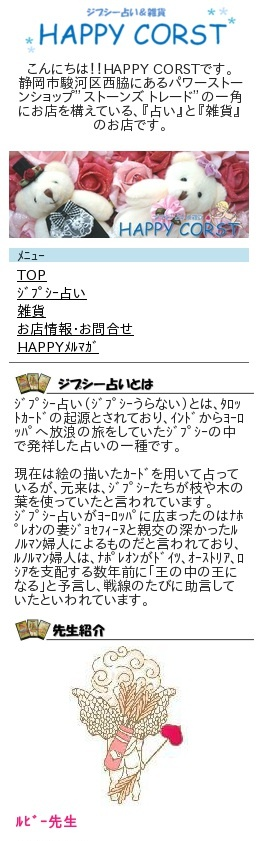 ジプシー占い&雑貨
HAPPY CORST
こんにちは!!HAPPY CORSTです。
静岡市駿河区西脇にあるパワーストー
ンショップ”ストーンズ トレード”の一角
にお店を構えている、『占い』と『雑貨』
のお店です。
HAPPY CORST
ﾒﾆｭｰ
TOP
ｼﾞﾌﾟｼｰ占い
雑貨
お店情報・お問合せ
HAPPYﾒﾙﾏｶﾞ
ジプシー占いとは
ｼﾞﾌﾟｼｰ占い(ｼﾞﾌﾟｼｰうらない)とは、ﾀﾛｯ
ﾄｶｰﾄﾞの起源とされており、ｲﾝﾄﾞからﾖｰﾛ
ｯﾊﾟへ放浪の旅をしていたｼﾞﾌﾟｼｰの中
で発祥した占いの一種です。
現在は絵の描いたｶｰﾄﾞを用いて占って
いるが、元来は、ｼﾞﾌﾟｼｰたちが枝や木の
葉を使っていたと言われています。
ｼﾞﾌﾟｼｰ占いがﾖｰﾛｯﾊﾟに広まったのはﾅﾎﾟ
ﾚｵﾝの妻ｼﾞｮｾﾌｨｰﾇと親交の深かったﾙ
ﾉﾙﾏﾝ婦人によるものだと言われており、
ﾙﾉﾙﾏﾝ婦人は、ﾅﾎﾟﾚｵﾝがﾄﾞｲﾂ、ｵｰｽﾄﾘｱ、ﾛ
ｼｱを支配する数年前に「王の中の王に
なる」と予言し、戦線のたびに助言して
いたといわれています。
先生紹介
ﾙﾋﾞｰ先生